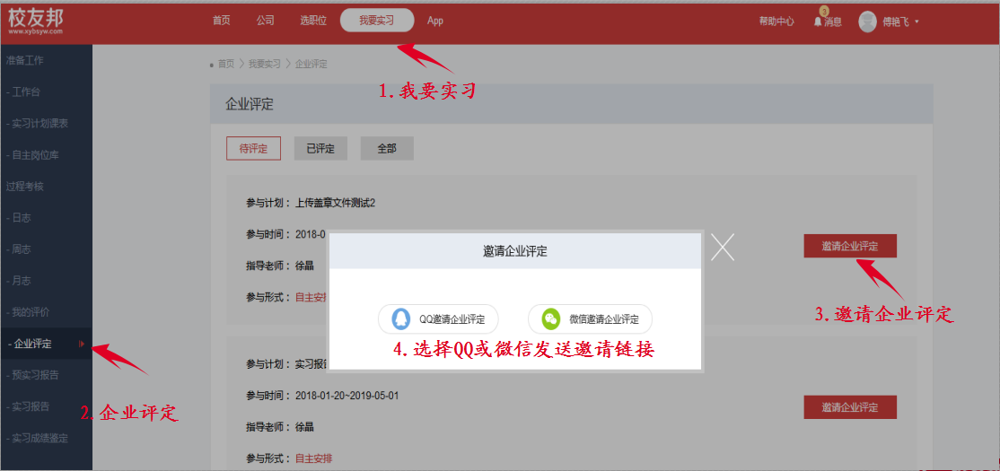 校友邦
www.xybsyw.com
首页 公司 选职位 我要实习 App
帮助中心 3 消息 傅艳飞
准备工作
- 工作台
- 实习计划课表
- 自主岗位库
过程考核
- 日志
- 周志
- 月志
- 我的评价
- 企业评定
- 预实习报告
- 实习报告
- 实习成绩鉴定
首页 > 我要实习 > 企业评定
1.我要实习
企业评定
待评定 已评定 全部
参与计划： 上传盖章文件测试2
参与时间： 2018-0
指导老师： 徐晶
参与形式： 自主安排
邀请企业评定
3.邀请企业评定
邀请企业评定
QQ邀请企业评定 微信邀请企业评定
4.选择QQ或微信发送邀请链接
2.企业评定
参与计划： 实习报告
参与时间： 2018-01-20~2019-05-01
指导老师： 徐晶
参与形式： 自主安排
邀请企业评定